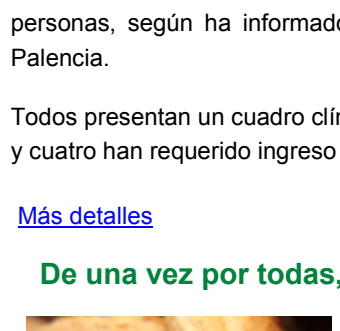 personas, según ha informado
Palencia.
Todos presentan un cuadro
y cuatro han requerido ingreso
Más detalles
De una vez por todas,